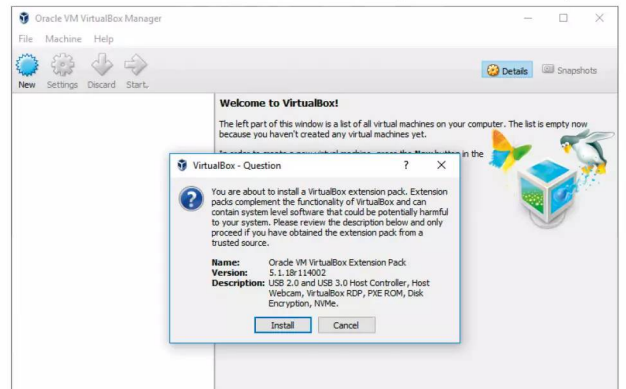 Oracle VM VirtualBox Manager
File Machine Help
New Settings Discard Start
Details Snapshots
Welcome to VirtualBox!
The left part of this window is a list of all virtual machines on your computer. The list is empty now
because you haven't created any virtual machines yet.
In order to create a new virtual machine, press the New button in the
VirtualBox - Question
You are about to install a VirtualBox extension pack. Extension
packs complement the functionality of VirtualBox and can
contain system level software that could be potentially harmful
to your system. Please review the description below and only
proceed if you have obtained the extension pack from a
trusted source.
Name: Oracle VM VirtualBox Extension Pack
Version: 5.1.18r114002
Description: USB 2.0 and USB 3.0 Host Controller, Host
Webcam, VirtualBox RDP, PXE ROM, Disk
Encryption, NVMe.
Install Cancel